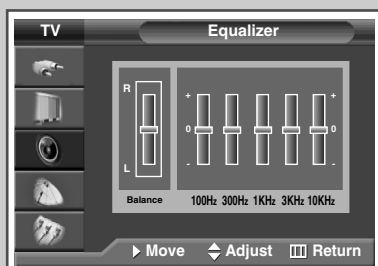 TV Equalizer
R + +
0 0
L - -
Balance 100Hz 300Hz 1KHz 3KHz 10KHz
Move Adjust Return